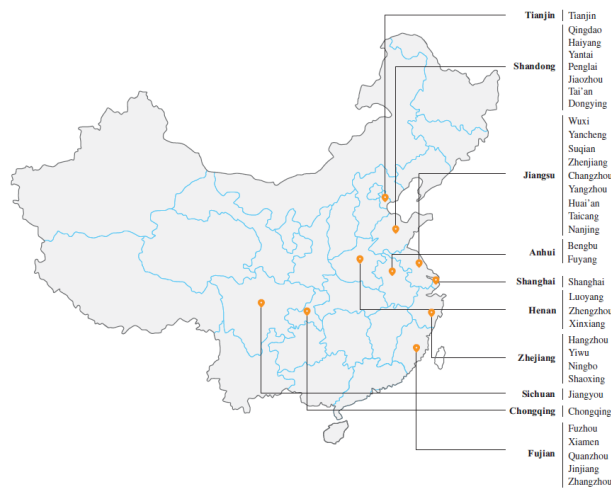 Tianjin
Tianjin
Shandong
Qingdao
Haiyang
Yantai
Penglai
Jiaozhou
Tai'an
Dongying
Jiangsu
Wuxi
Yancheng
Suqian
Zhenjiang
Changzhou
Yangzhou
Huai'an
Taicang
Nanjing
Anhui
Bengbu
Fuyang
Shanghai
Shanghai
Henan
Luoyang
Zhengzhou
Xinxiang
Zhejiang
Hangzhou
Yiwu
Ningbo
Shaoxing
Sichuan
Jiangyou
Chongqing
Chongqing
Fujian
Fuzhou
Xiamen
Quanzhou
Jinjiang
Zhangzhou